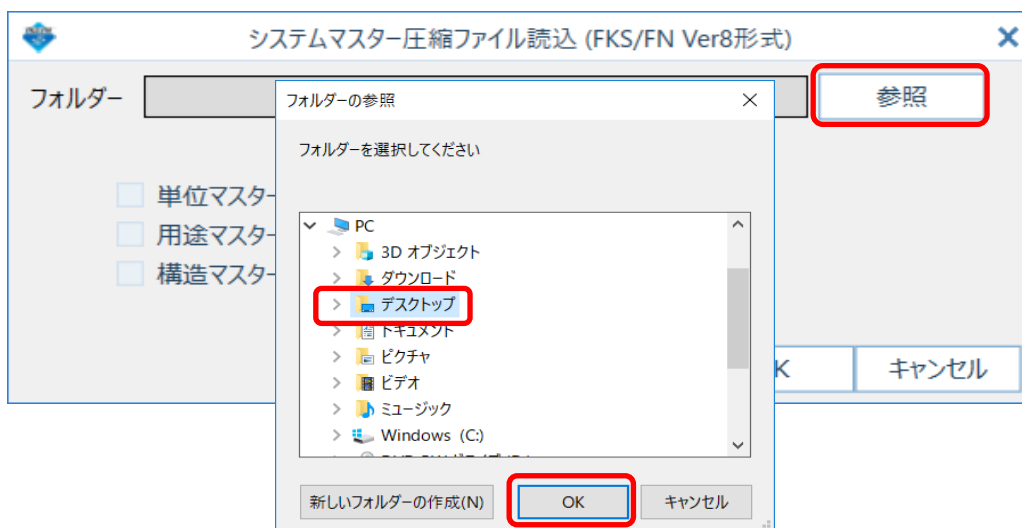 システムマスター圧縮ファイル読込 (FKS/FN Ver8形式)
フォルダー
参照
フォルダーの参照
フォルダーを選択してください
単位マスター
用途マスター
構造マスター
PC
3D オブジェクト
ダウンロード
デスクトップ
ドキュメント
ピクチャ
ビデオ
ミュージック
Windows (C:)
K
キャンセル
新しいフォルダーの作成(N)
OK
キャンセル